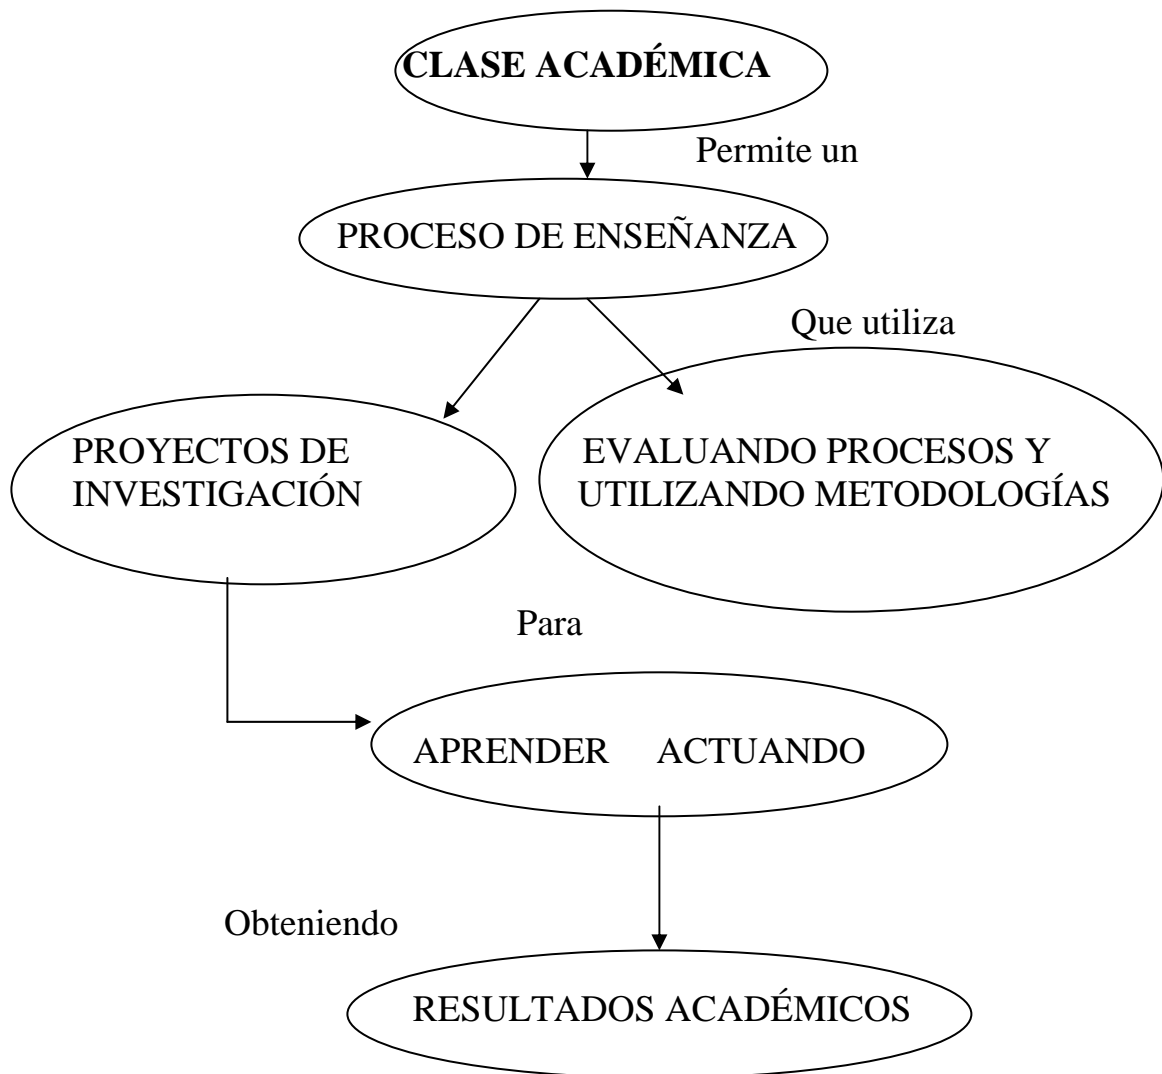 CLASE ACADÉMICA
Permite un
PROCESO DE ENSEÑANZA
Que utiliza
PROYECTOS DE
INVESTIGACIÓN
EVALUANDO PROCESOS Y
UTILIZANDO METODOLOGÍAS
Para
APRENDER ACTUANDO
Obteniendo
RESULTADOS ACADÉMICOS